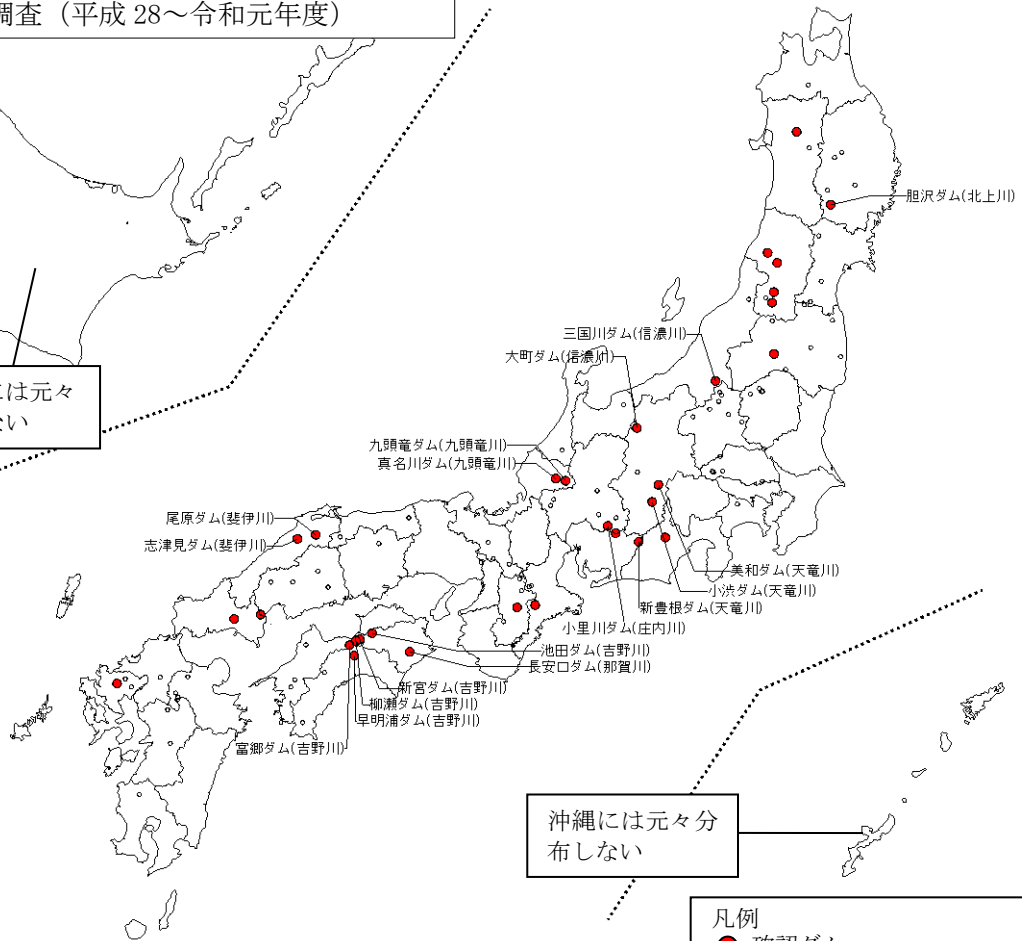 調査（平成 28～令和元年度）
胆沢ダム(北上川)
三国川ダム(信濃川)
大町ダム(信濃川)
には元々
ない
九頭竜ダム(九頭竜川)
真名川ダム(九頭竜川)
尾原ダム(斐伊川)
志津見ダム(斐伊川)
美和ダム(天竜川)
小渋ダム(天竜川)
新豊根ダム(天竜川)
小里川ダム(庄内川)
池田ダム(吉野川)
長安口ダム(那賀川)
新宮ダム(吉野川)
柳瀬ダム(吉野川)
早明浦ダム(吉野川)
富郷ダム(吉野川)
沖縄には元々分
布しない
凡例
確認ダム